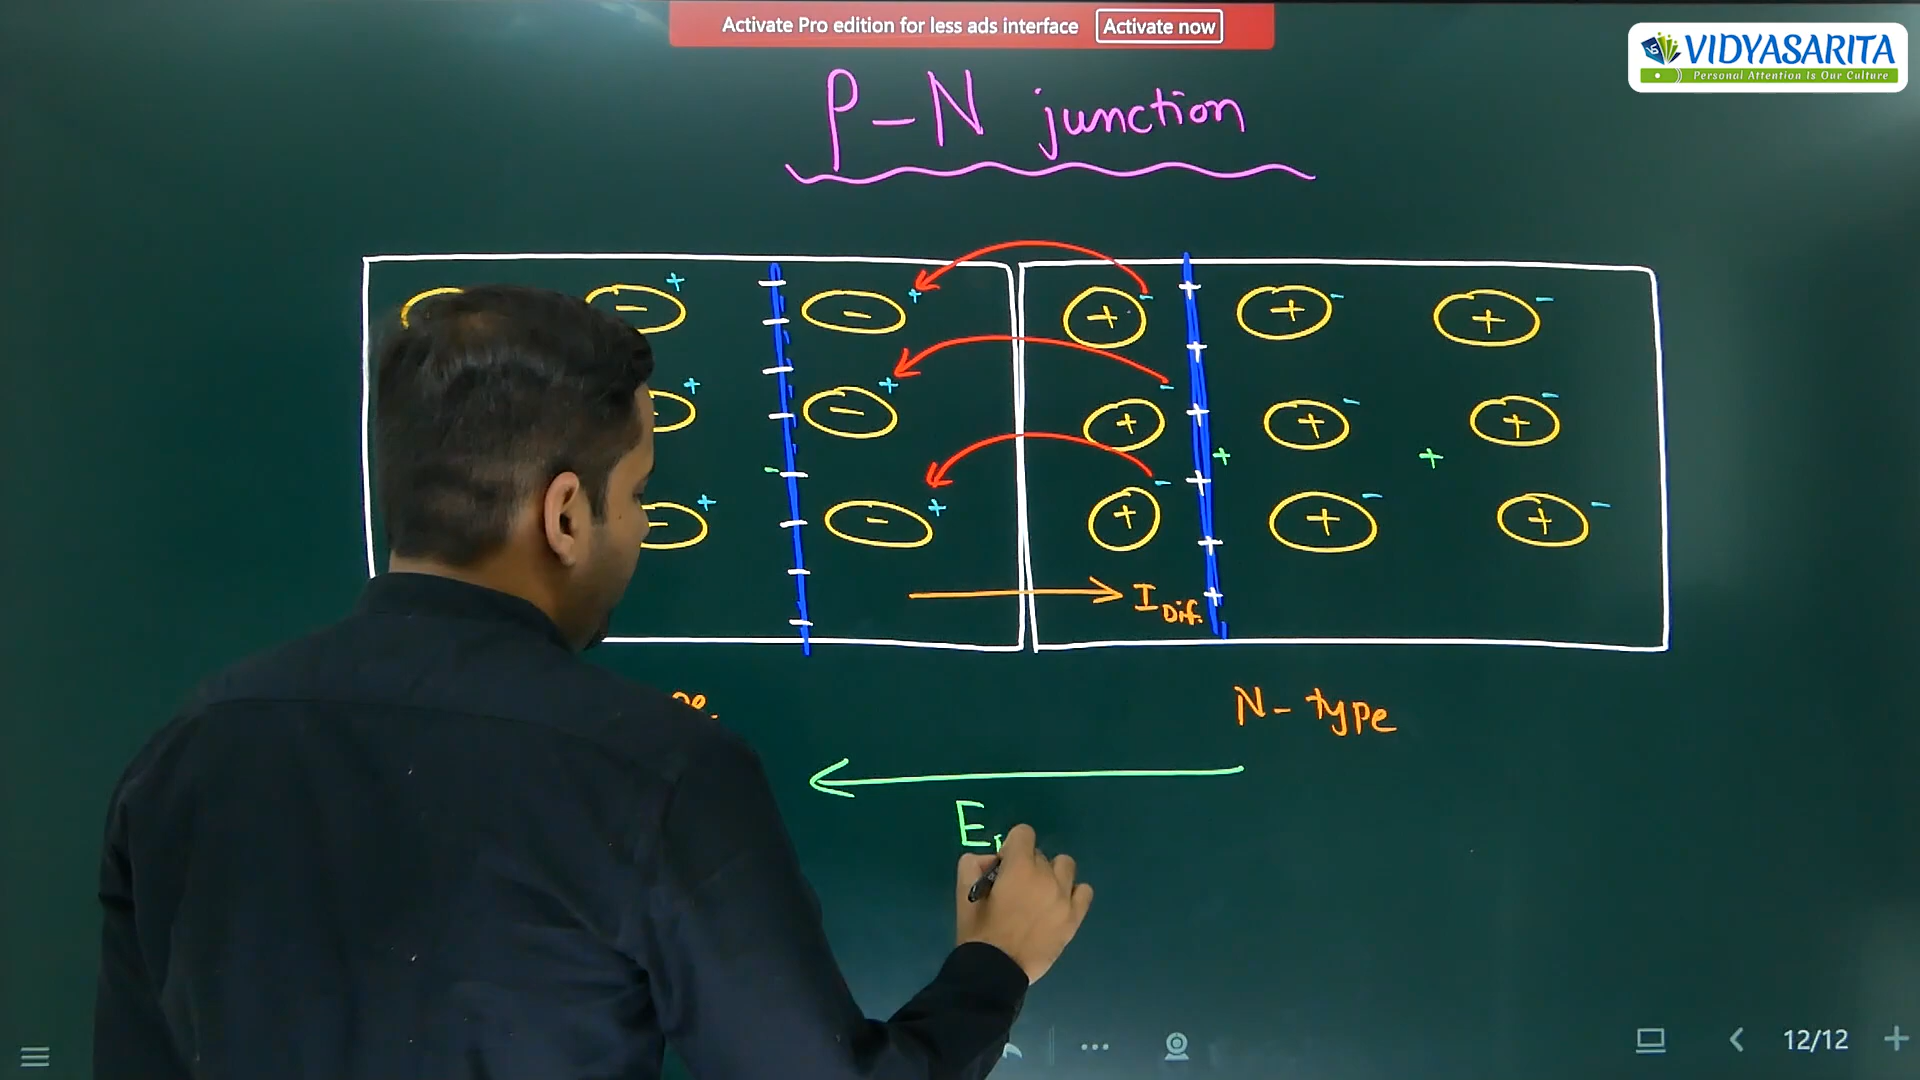 Activate Pro edition for less ads interface Activate now
VIDYASARITA
Personal Attention Is Our Culture
P-N junction
- + - + + - + - + -
- + - + + - + - + -
- + - + + - + - + -
I Dif.
N-type
E
12/12